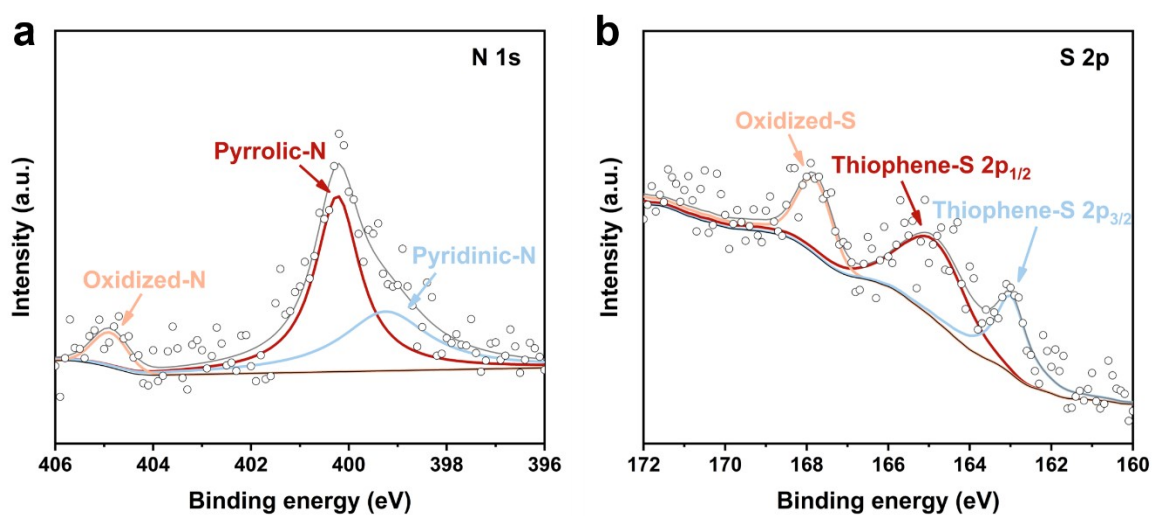 a
N 1s
Pyrrolic-N
Pyridinic-N
Oxidized-N
Intensity (a.u.)
406 404 402 400 398 396
Binding energy (eV)
b
S 2p
Oxidized-S
Thiophene-S 2p1/2
Thiophene-S 2p3/2
Intensity (a.u.)
172 170 168 166 164 162 160
Binding energy (eV)